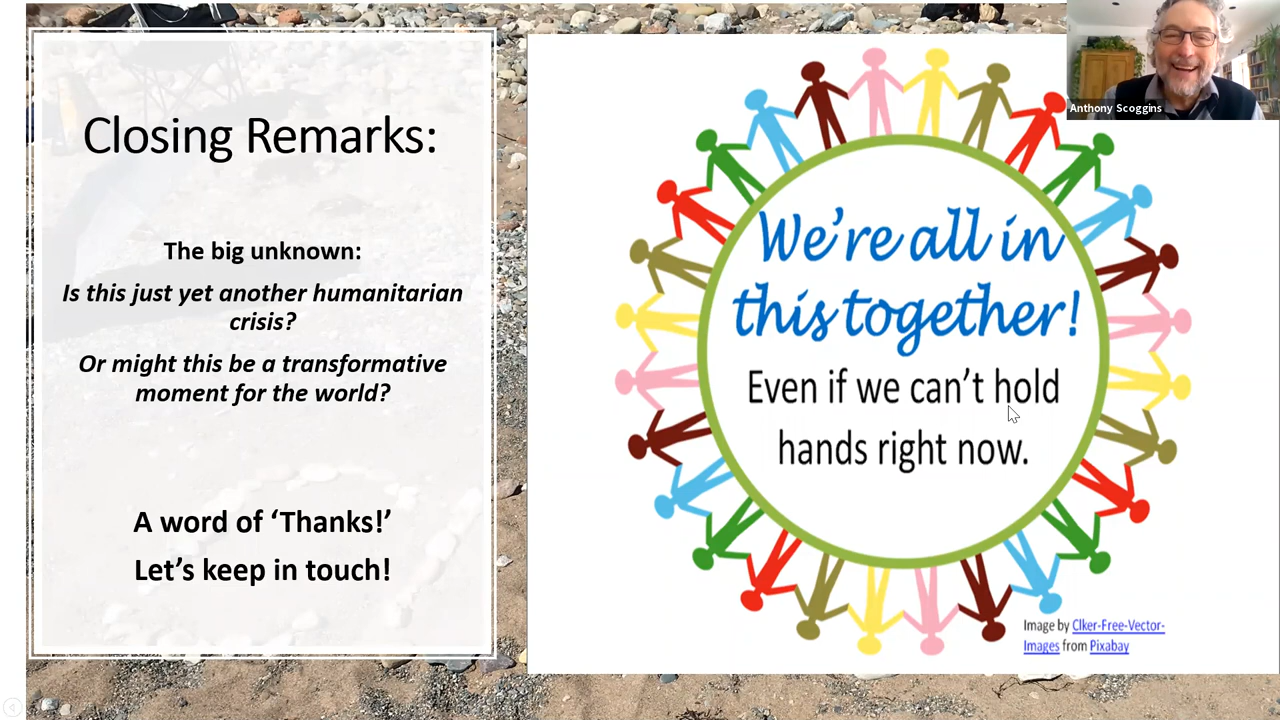 Closing Remarks:
The big unknown:
Is this just yet another humanitarian
crisis?
Or might this be a transformative
moment for the world?
A word of ‘Thanks!’
Let’s keep in touch!
We’re all in
this together!
Even if we can’t hold
hands right now.
Image by Clker-Free-Vector-
Images from Pixabay
Anthony Scoggins